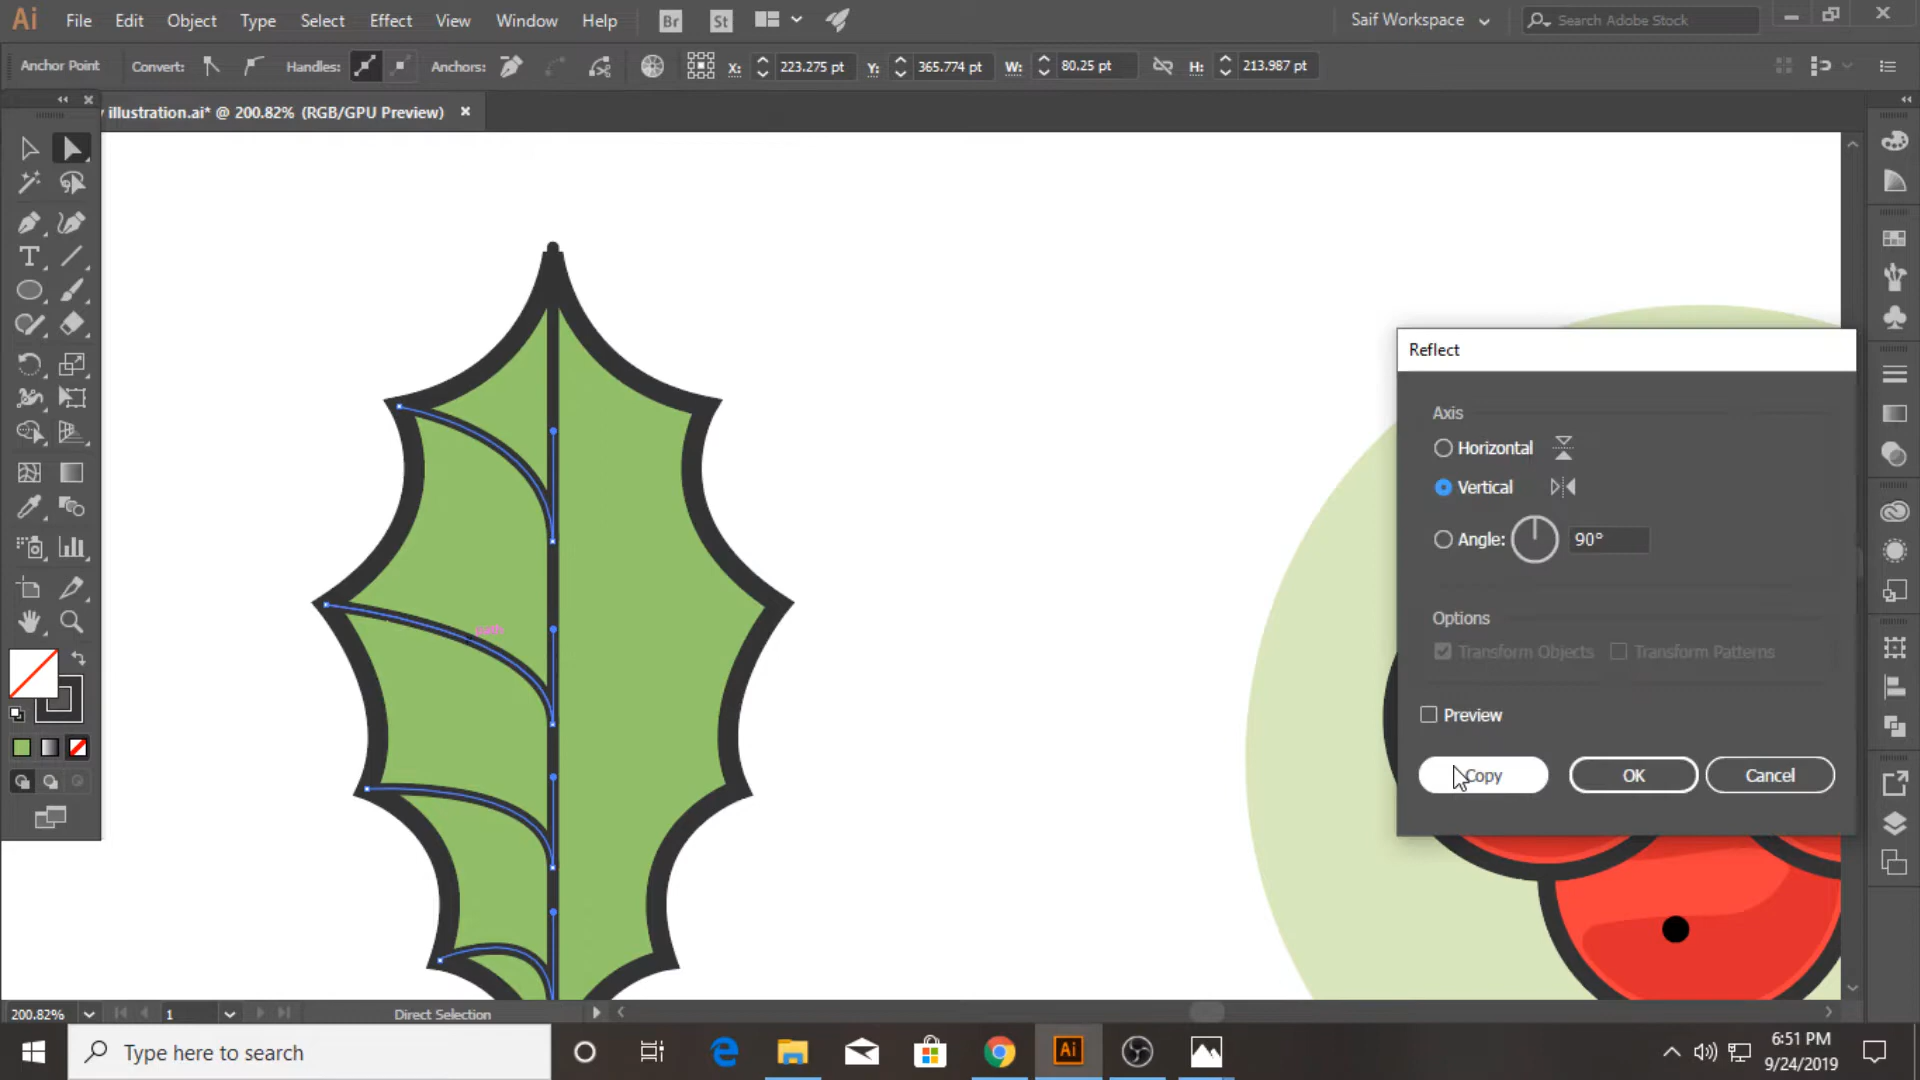 Ai File Edit Object Type Select Effect View Window Help Br St Saif Workspace Search Adobe Stock
Anchor Point Convert: Handles: Anchors: X: 223.275 pt Y: 365.774 pt W: 80.25 pt H: 213.987 pt
illustration.ai* @ 200.82% (RGB/GPU Preview)
Reflect
Axis
Horizontal
Vertical
Angle: 90°
Options
Transform Objects Transform Patterns
Preview
Copy OK Cancel
200.82% 1 Direct Selection
Type here to search
Ai
6:51 PM
9/24/2019